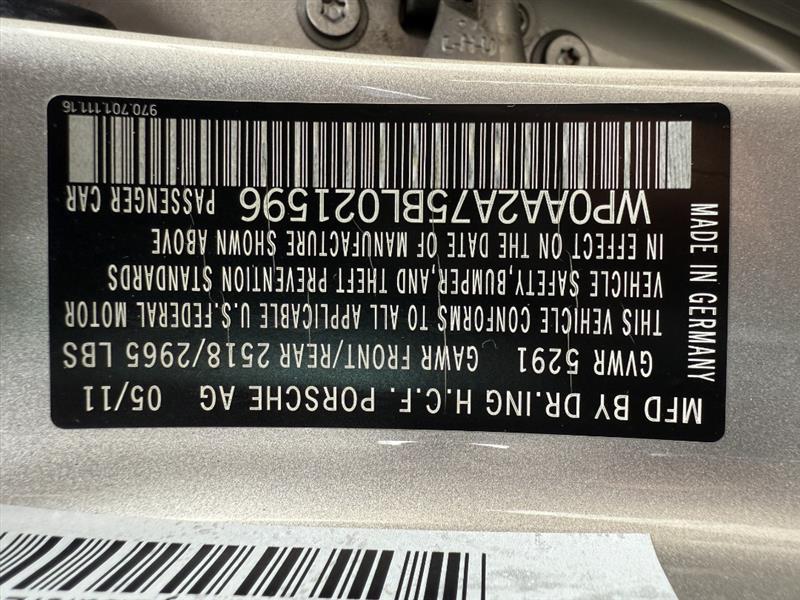 MFD BY DR.ING H.C.F. PORSCHE AG 05/11
GVWR 5291 GAWR FRONT/REAR 2518/2965 LBS
THIS VEHICLE CONFORMS TO ALL APPLICABLE U.S.FEDERAL MOTOR
VEHICLE SAFETY,BUMPER,AND THEFT PREVENTION STANDARDS
IN EFFECT ON THE DATE OF MANUFACTURE SHOWN ABOVE
WP0AA2A75BL021596 PASSENGER CAR
970.701.111.16
MADE IN GERMANY